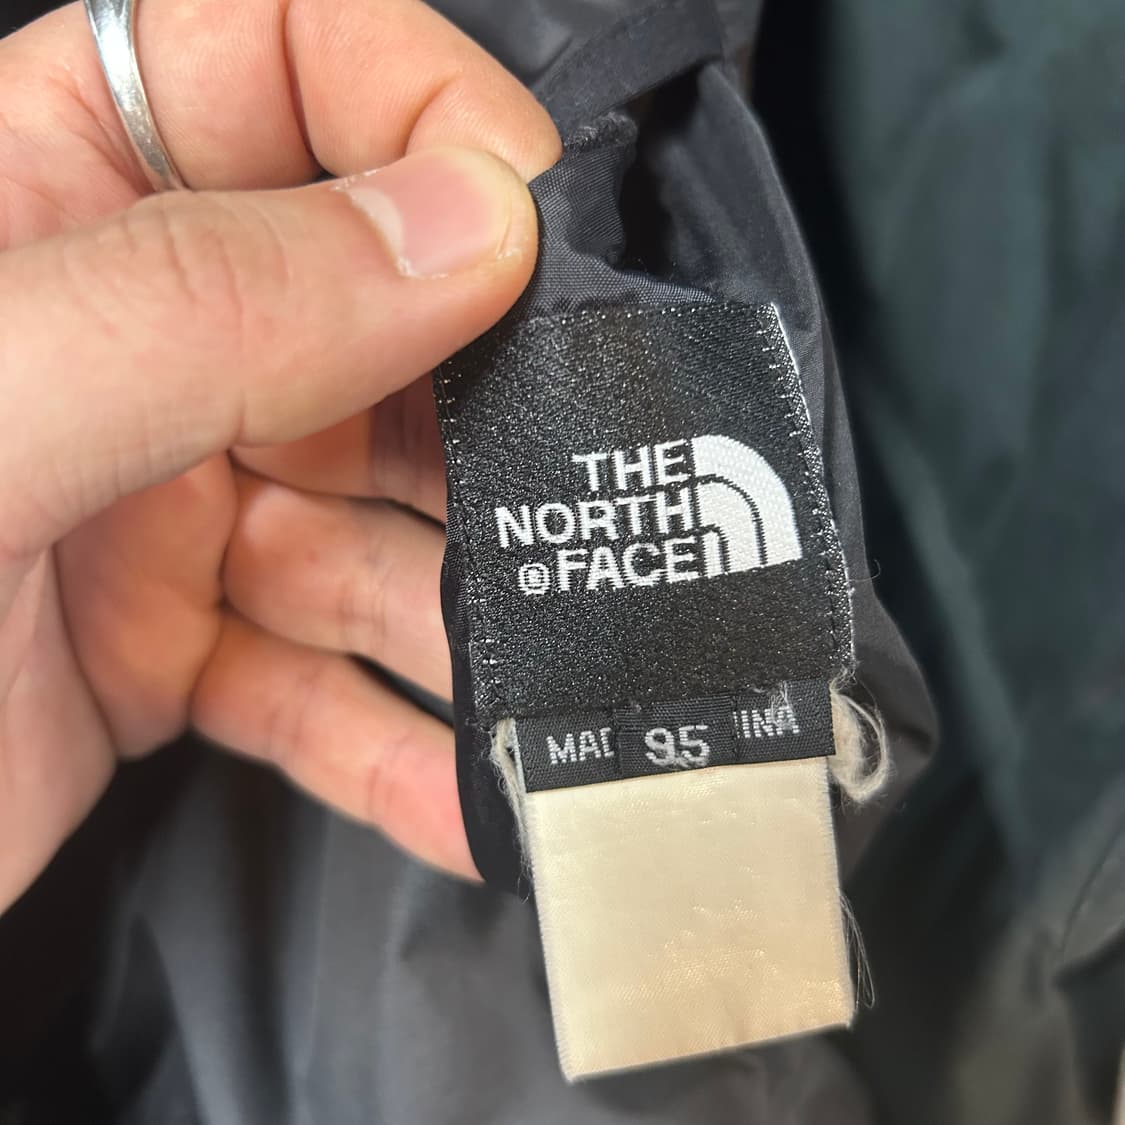 THE
NORTH
®FACE
MAD 95 INA